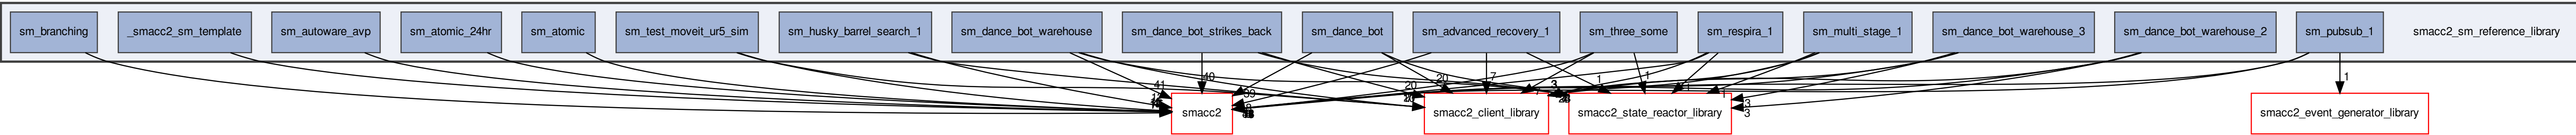 sm_branching
_smacc2_sm_template
sm_autoware_avp
sm_atomic_24hr
sm_atomic
sm_test_moveit_ur5_sim
sm_husky_barrel_search_1
sm_dance_bot_warehouse
sm_dance_bot_strikes_back
sm_dance_bot
sm_advanced_recovery_1
sm_three_some
sm_respira_1
sm_multi_stage_1
sm_dance_bot_warehouse_3
sm_dance_bot_warehouse_2
sm_pubsub_1
smacc2_sm_reference_library
41
40
20
7
1
1
1
20
3
3
smacc2
smacc2_client_library
smacc2_state_reactor_library
smacc2_event_generator_library